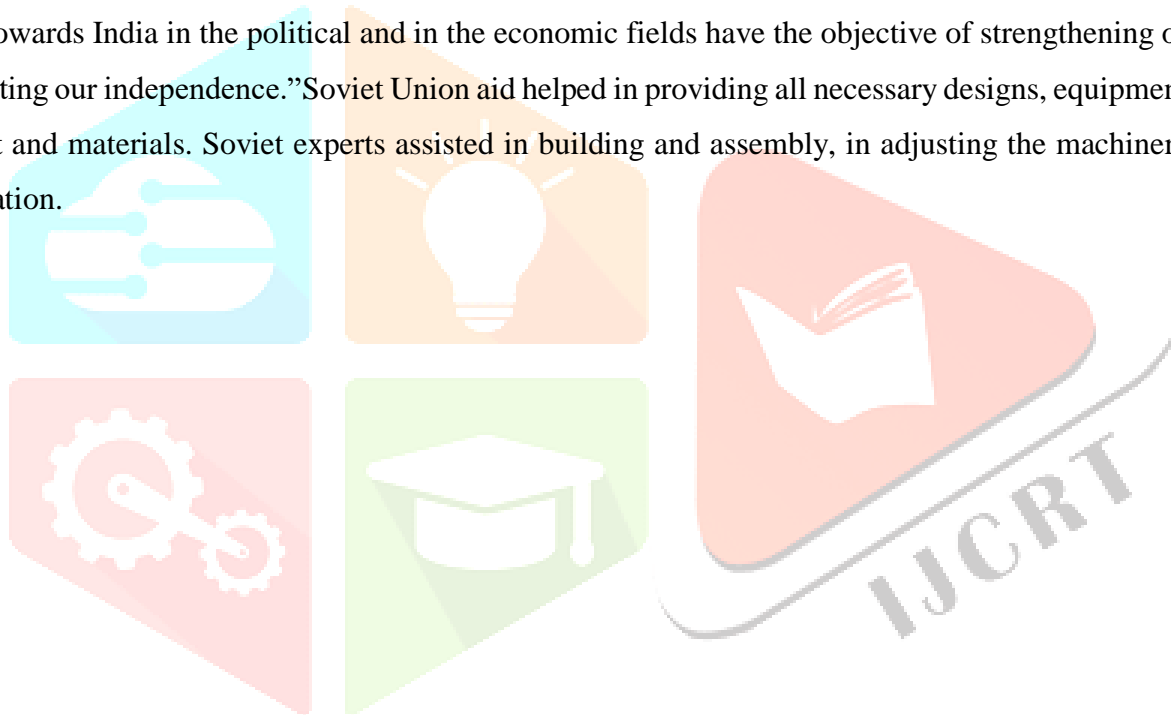 owards India in the political and in the economic fields have the objective of strengthening
ting our independence.”Soviet Union aid helped in providing all necessary designs,
and materials. Soviet experts assisted in building and assembly, in adjusting the
ation.
IJCRT